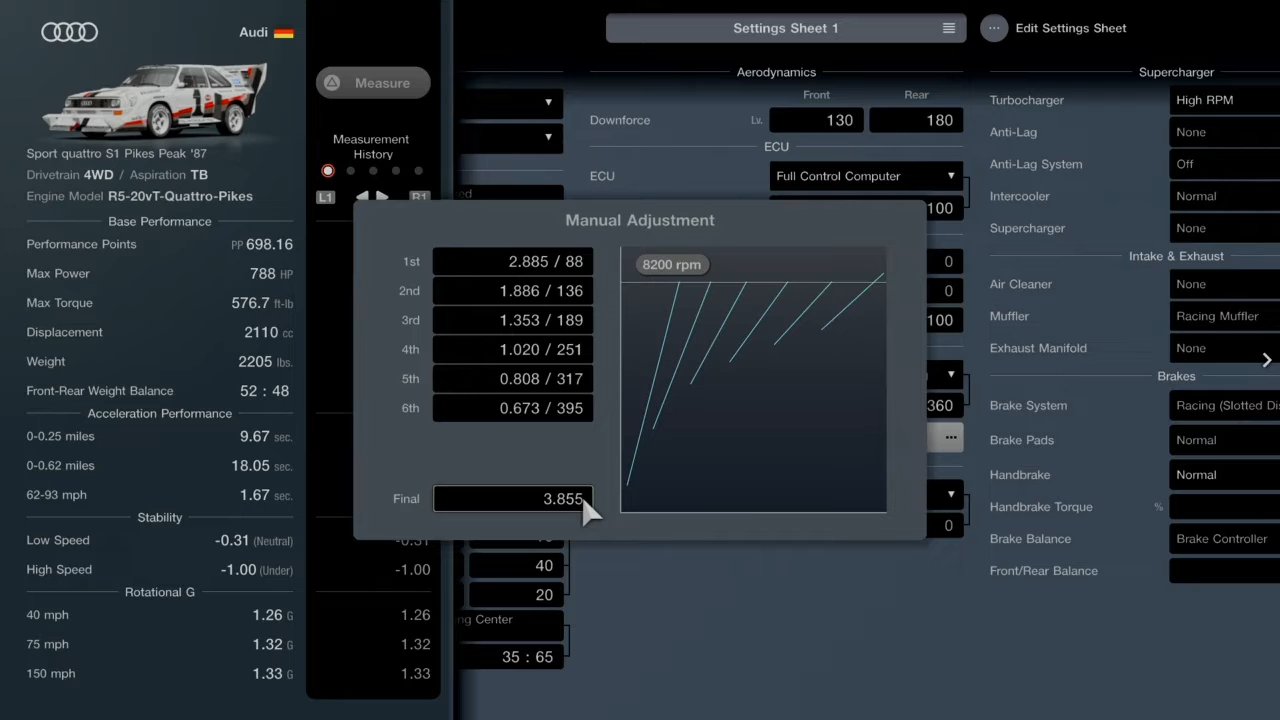 Audi
Sport quattro S1 Pikes Peak '87
Drivetrain 4WD / Aspiration TB
Engine Model R5-20vT-Quattro-Pikes
Base Performance
Performance Points PP 698.16
Max Power 788 HP
Max Torque 576.7 ft-lb
Displacement 2110 cc
Weight 2205 lbs.
Front-Rear Weight Balance 52 : 48
Acceleration Performance
0-0.25 miles 9.67 sec.
0-0.62 miles 18.05 sec.
62-93 mph 1.67 sec.
Stability
Low Speed -0.31 (Neutral)
High Speed -1.00 (Under)
Rotational G
40 mph 1.26 G
75 mph 1.32 G
150 mph 1.33 G
Measure
Measurement
History
L1 R1
-0.31
-1.00
1.26
1.32
1.33
Settings Sheet 1
Edit Settings Sheet
Manual Adjustment
1st 2.885 / 88
2nd 1.886 / 136
3rd 1.353 / 189
4th 1.020 / 251
5th 0.808 / 317
6th 0.673 / 395
Final 3.855
8200 rpm
40
20
ng Center
35 : 65
Aerodynamics
Front Rear
Downforce Lv. 130 180
ECU
ECU Full Control Computer
100
0
0
100
360
0
Supercharger
Turbocharger High RPM
Anti-Lag None
Anti-Lag System Off
Intercooler Normal
Supercharger None
Intake & Exhaust
Air Cleaner None
Muffler Racing Muffler
Exhaust Manifold None
Brakes
Brake System Racing (Slotted Di
Brake Pads Normal
Handbrake Normal
Handbrake Torque %
Brake Balance Brake Controller
Front/Rear Balance